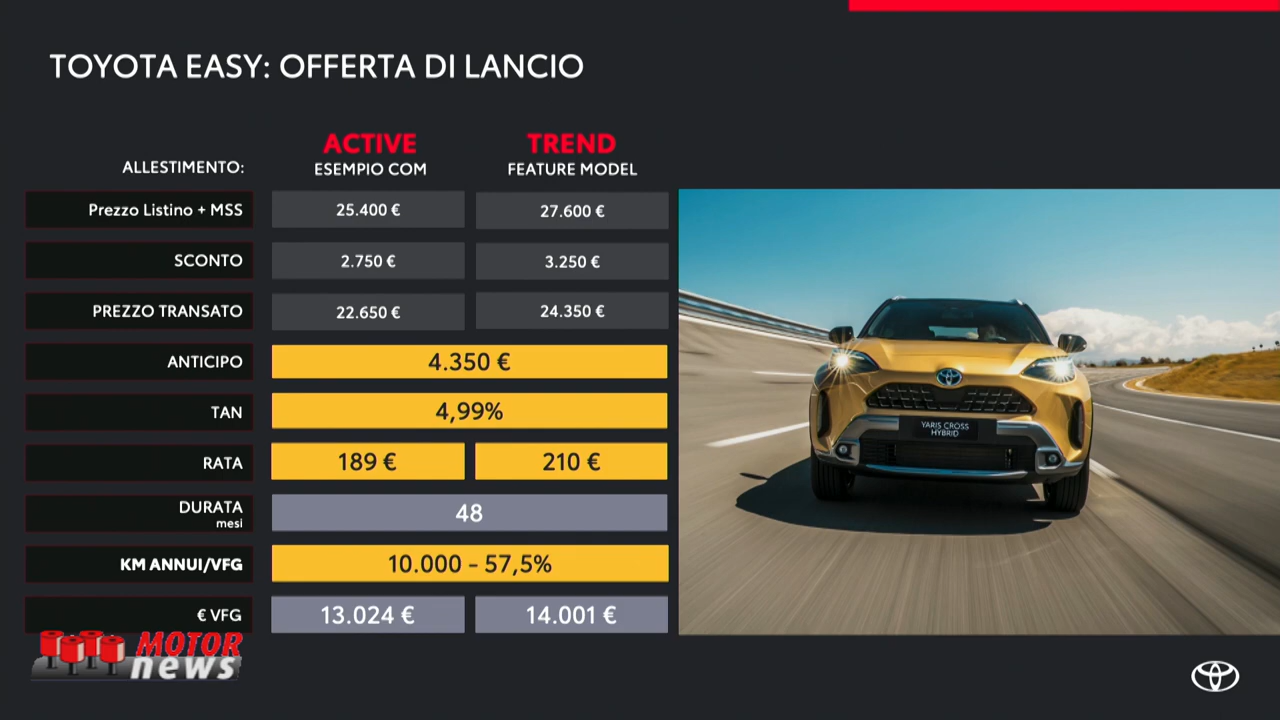 TOYOTA EASY: OFFERTA DI LANCIO
ACTIVE TREND
ALLESTIMENTO: ESEMPIO COM FEATURE MODEL
Prezzo Listino + MSS 25.400 € 27.600 €
SCONTO 2.750 € 3.250 €
PREZZO TRANSATO 22.650 € 24.350 €
ANTICIPO 4.350 €
TAN 4,99%
RATA 189 € 210 €
DURATA 48
mesi
KM ANNUI/VFG 10.000 - 57,5%
€ VFG 13.024 € 14.001 €
YARIS CROSS
HYBRID
MOTOR
news